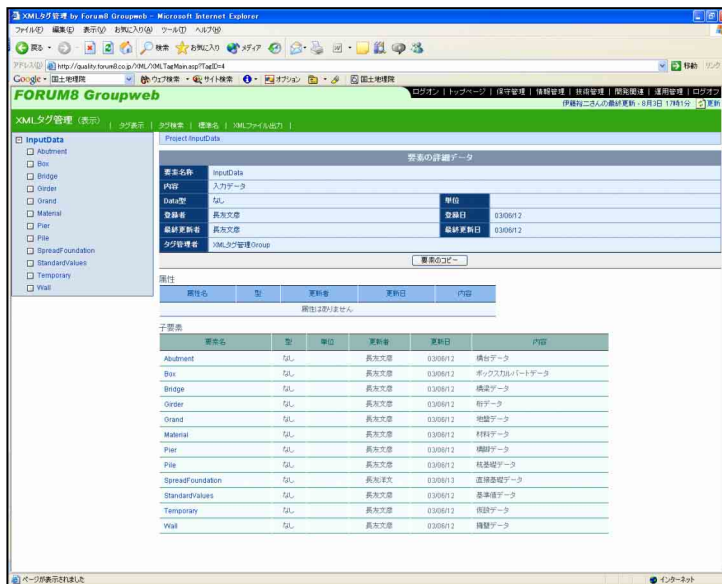 XMLタグ管理 by Forum8 Groupweb - Microsoft Internet Explorer
ファイル(F) 編集(E) 表示(V) お気に入り(A) ツール(T) ヘルプ(H)
戻る 検索 お気に入り メディア
アドレス(D) http://quality.forum8.co.jp/XML/XMLTagMain.asp?TagID=4 移動 リンク
Google 国土地理院 ウェブ検索 サイト検索 オプション 国土地理院
FORUM8 Groupweb
ログオン | トップページ | 保守管理 | 情報管理 | 技術管理 | 開発関連 | 運用管理 | ログオフ
伊藤裕二さんの最終更新 - 8月3日 17時1分 更新
XMLタグ管理 (表示) | タグ表示 | タグ検索 | 標準名 | XMLファイル出力 |
InputData
Abutment
Box
Bridge
Girder
Grand
Material
Pier
Pile
SpreadFoundation
StandardValues
Temporary
Wall
Project/InputData
要素の詳細データ
要素名称 InputData
内容 入力データ
Data型 なし 単位
登録者 長友文彦 登録日 03/06/12
最終更新者 長友文彦 最終更新日 03/06/12
タグ管理者 XMLタグ管理Group
要素のコピー
属性
属性名 型 更新者 更新日 内容
属性はありません
子要素
要素名 型 単位 更新者 更新日 内容
Abutment なし 長友文彦 03/06/12 橋台データ
Box なし 長友文彦 03/06/12 ボックスカルバートデータ
Bridge なし 長友文彦 03/06/12 橋梁データ
Girder なし 長友文彦 03/06/12 桁データ
Grand なし 長友文彦 03/06/12 地盤データ
Material なし 長友文彦 03/06/12 材料データ
Pier なし 長友文彦 03/06/12 橋脚データ
Pile なし 長友文彦 03/06/12 杭基礎データ
SpreadFoundation なし 03/06/13 直接基礎データ
StandardValues なし 長友文彦 03/06/12 基準値データ
Temporary なし 長友文彦 03/06/12 仮設データ
Wall なし 長友文彦 03/06/12 擁壁データ
ページが表示されました インターネット